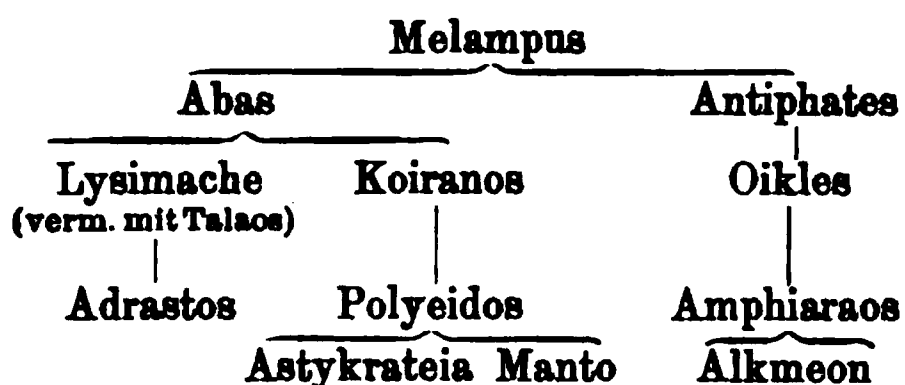 Melampus
Abas Antiphates
Lysimache Koiranos Oikles
(verm. mit Talaos)
Adrastos Polyeidos Amphiaraos
Astykrateia Manto Alkmeon